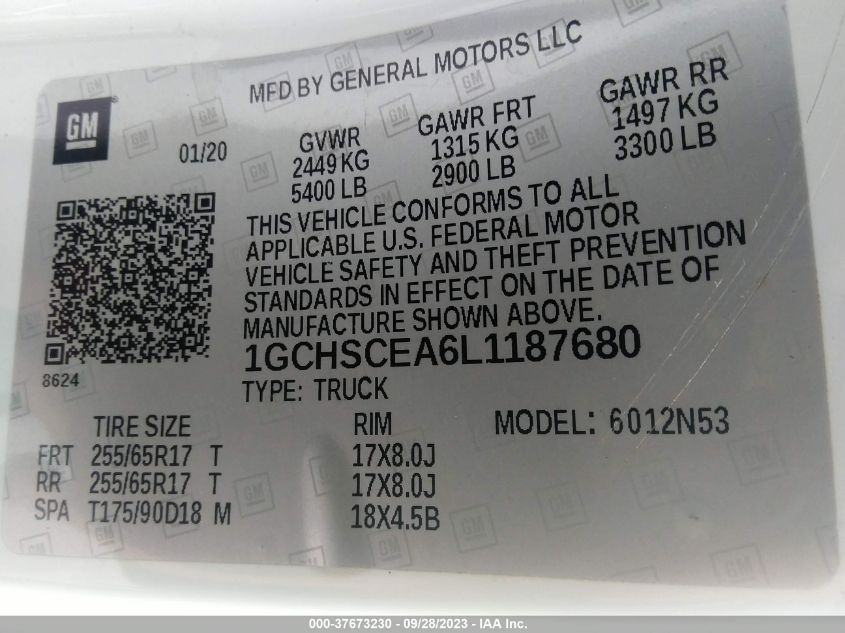 MFD BY GENERAL MOTORS LLC
GM
01/20
GVWR
2449 KG
5400 LB
GAWR FRT
1315 KG
2900 LB
GAWR RR
1497 KG
3300 LB
THIS VEHICLE CONFORMS TO ALL
APPLICABLE U.S. FEDERAL MOTOR
VEHICLE SAFETY AND THEFT PREVENTION
STANDARDS IN EFFECT ON THE DATE OF
MANUFACTURE SHOWN ABOVE.
1GCHSCEA6L1187680
8624
TYPE: TRUCK
TIRE SIZE RIM MODEL: 6012N53
FRT 255/65R17 T 17X8.0J
RR 255/65R17 T 17X8.0J
SPA T175/90D18 M 18X4.5B
000-37673230 - 09/28/2023 - IAA Inc.